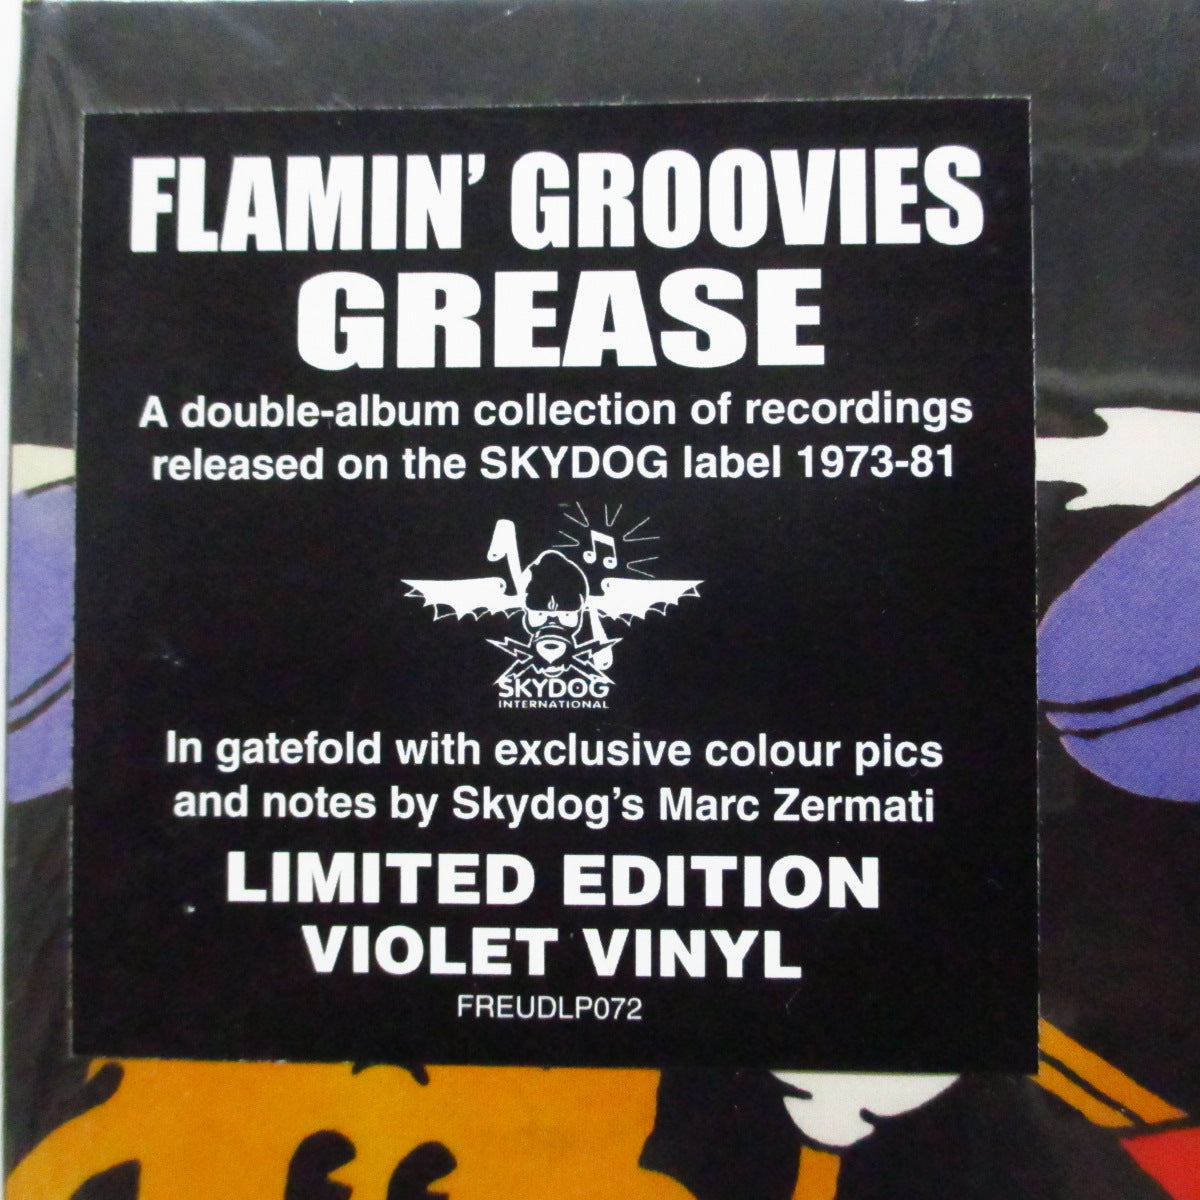 FLAMIN' GROOVIES
GREASE
A double-album collection of recordings
released on the SKYDOG label 1973-81
SKYDOG
INTERNATIONAL
In gatefold with exclusive colour pics
and notes by Skydog's Marc Zermati
LIMITED EDITION
VIOLET VINYL
FREUDLP072